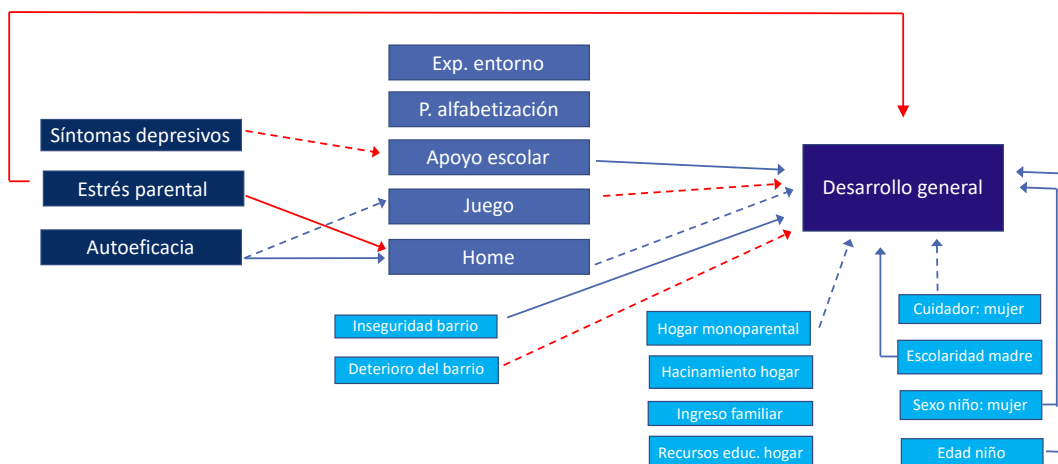 Exp. entorno
P. alfabetización
Síntomas depresivos
Apoyo escolar
Estrés parental
Desarrollo general
Juego
Autoeficacia
Home
Inseguridad barrio
Deterioro del barrio
Hogar monoparental
Cuidador: mujer
Hacinamiento hogar
Escolaridad madre
Ingreso familiar
Sexo niño: mujer
Recursos educ. hogar
Edad niño